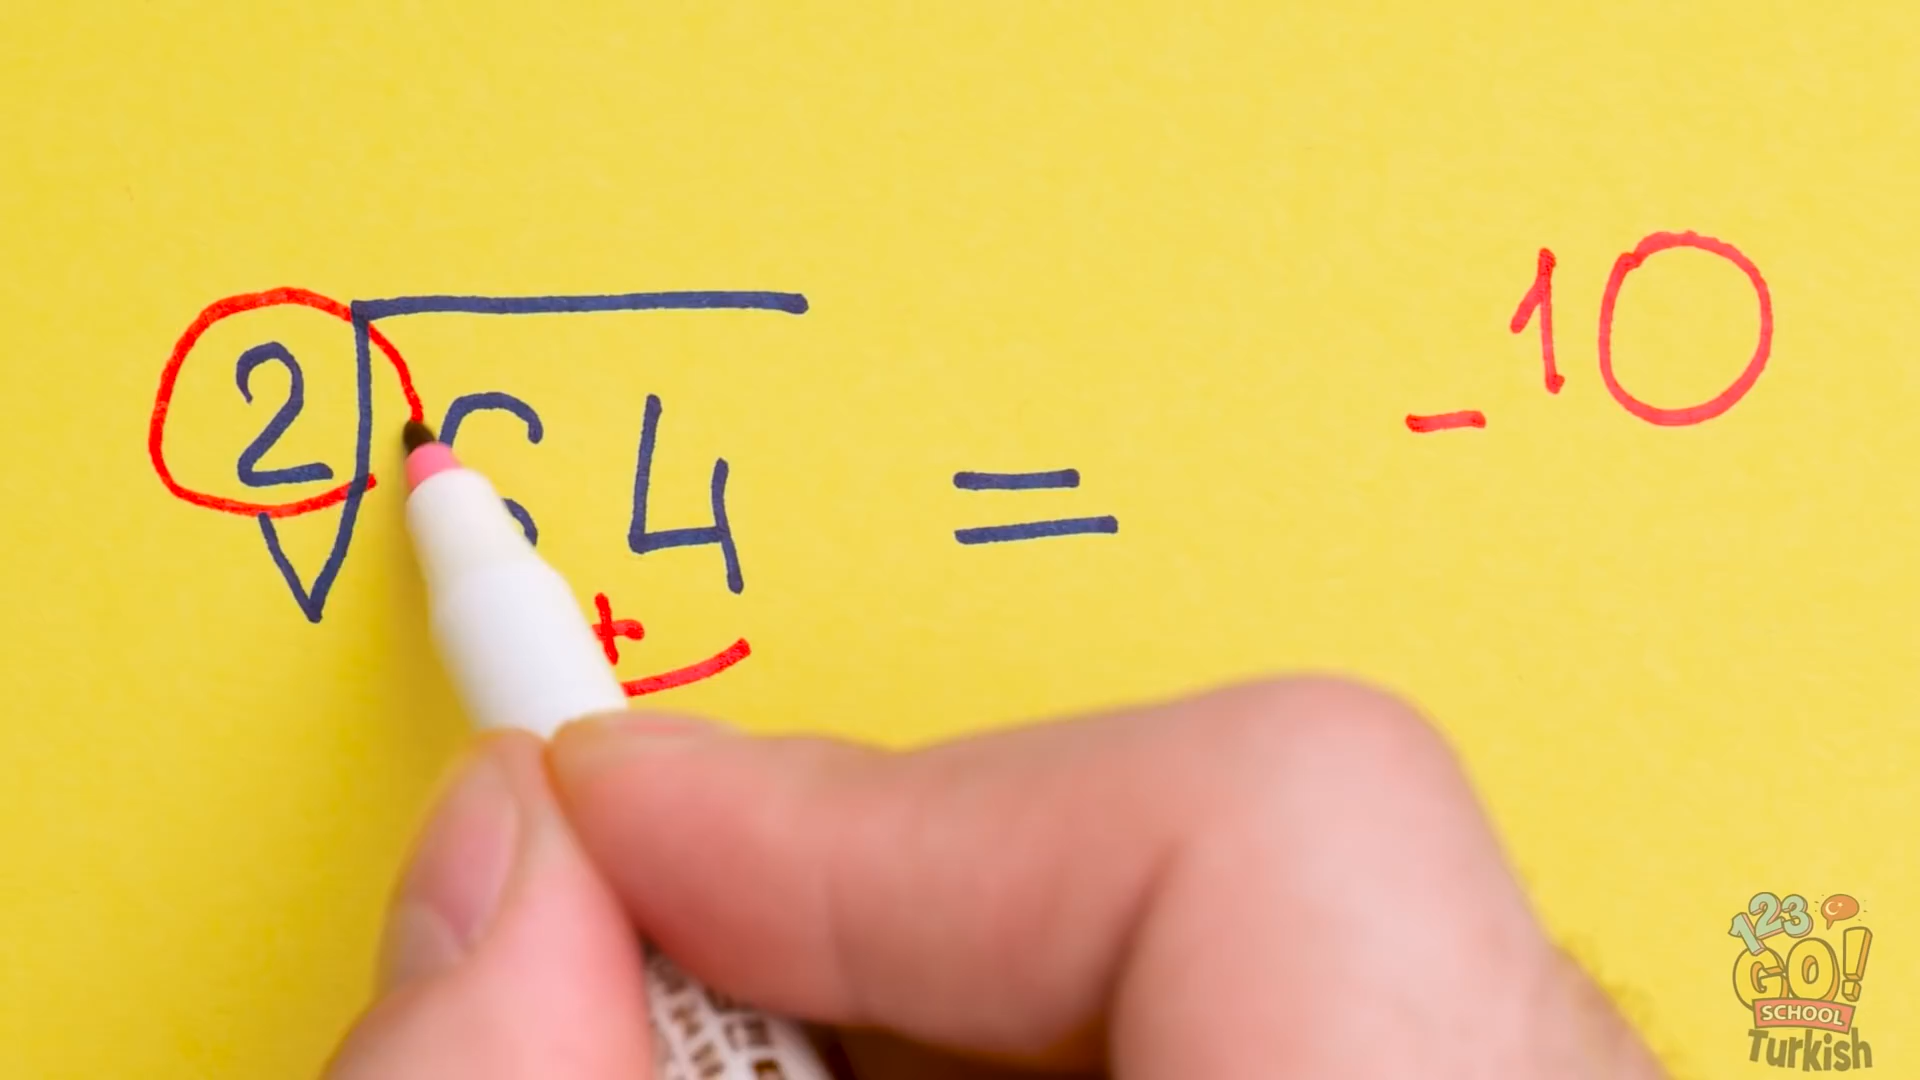 2√64 = -10
+
123
GO!
SCHOOL
Turkish